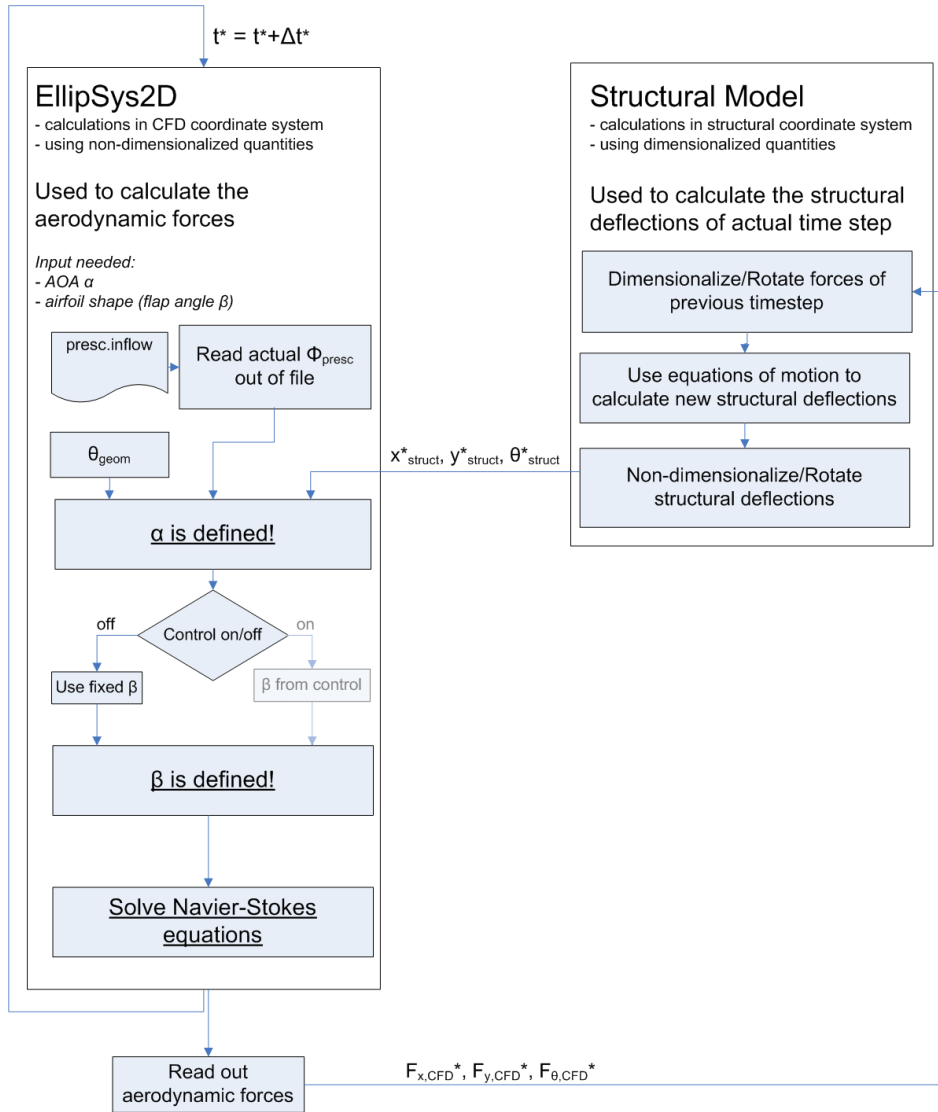 t* = t*+Δt*
EllipSys2D
- calculations in CFD coordinate system
- using non-dimensionalized quantities
Used to calculate the
aerodynamic forces
Input needed:
- AOA α
- airfoil shape (flap angle β)
presc.inflow
Read actual Φpresc
out of file
θgeom
α is defined!
Control on/off
off
on
Use fixed β
β from control
β is defined!
Solve Navier-Stokes
equations
Read out
aerodynamic forces
Structural Model
- calculations in structural coordinate system
- using dimensionalized quantities
Used to calculate the structural
deflections of actual time step
Dimensionalize/Rotate forces of
previous timestep
Use equations of motion to
calculate new structural deflections
Non-dimensionalize/Rotate
structural deflections
x*struct, y*struct, θ*struct
Fx,CFD*, Fy,CFD*, Fθ,CFD*